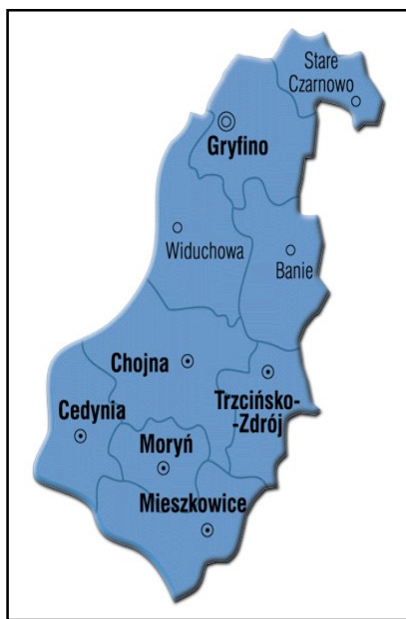 Stare
Czarnowo
Gryfino
Widuchowa
Banie
Chojna
Trzcińsko-
-Zdrój
Cedynia
Moryń
Mieszkowice